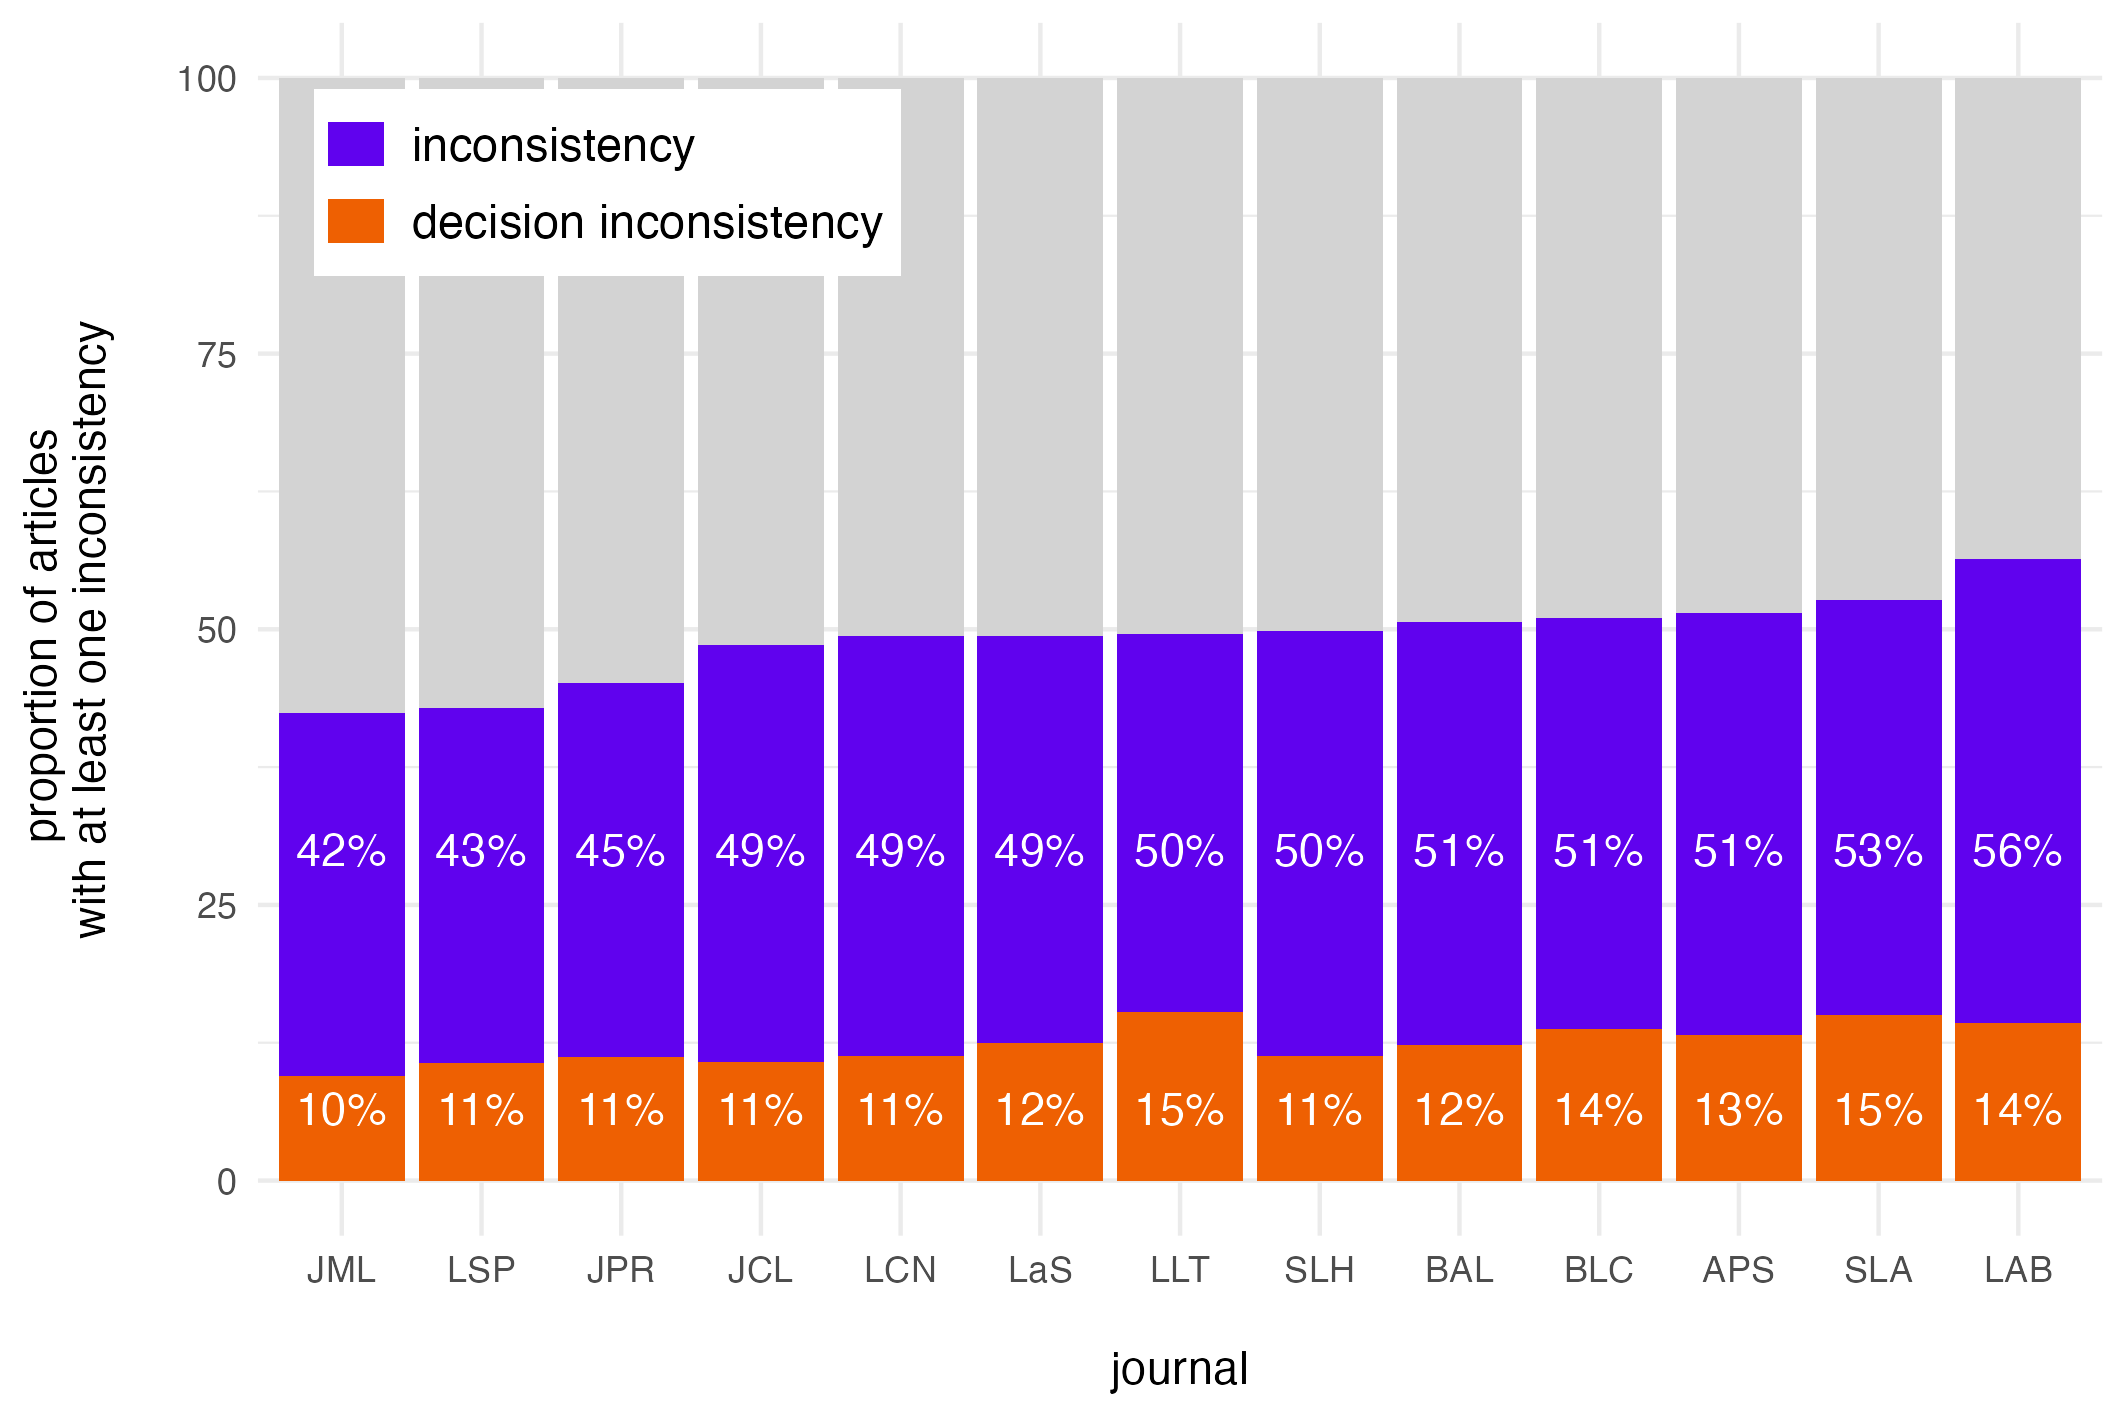 100
75
50
25
0
proportion of articles
with at least one inconsistency
inconsistency
decision inconsistency
42% 43% 45% 49% 49% 49% 50% 50% 51% 51% 51% 53% 56%
10% 11% 11% 11% 11% 12% 15% 11% 12% 14% 13% 15% 14%
JML LSP JPR JCL LCN LaS LLT SLH BAL BLC APS SLA LAB
journal